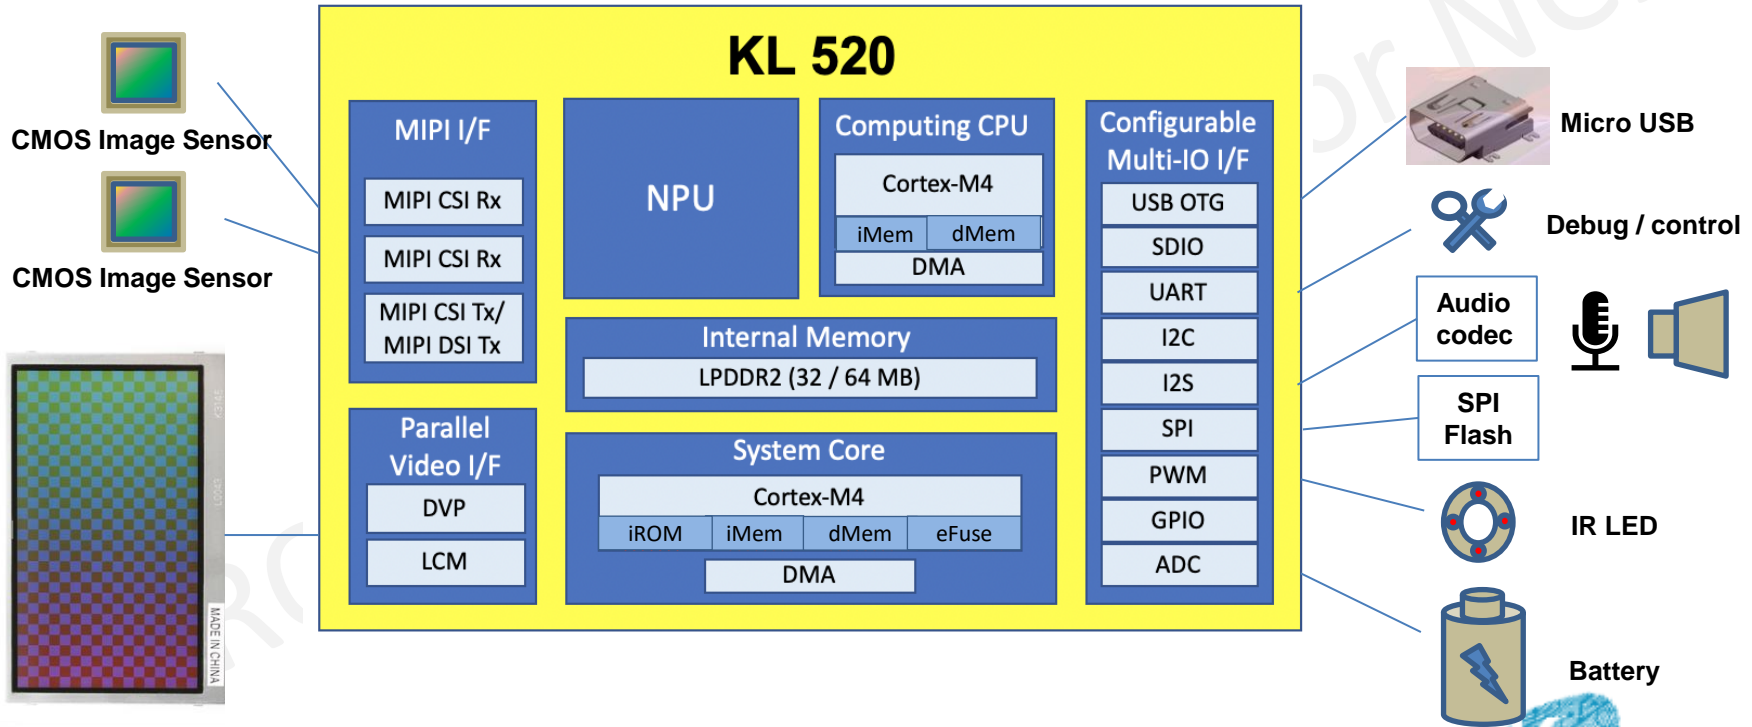 KL 520
CMOS Image Sensor
CMOS Image Sensor
MADE IN CHINA
MIPI I/F
MIPI CSI Rx
MIPI CSI Rx
MIPI CSI Tx/
MIPI DSI Tx
Parallel
Video I/F
DVP
LCM
NPU
Computing CPU
Cortex-M4
iMem
dMem
DMA
Internal Memory
LPDDR2 (32 / 64 MB)
System Core
Cortex-M4
iROM
iMem
dMem
eFuse
DMA
Configurable
Multi-IO I/F
USB OTG
SDIO
UART
I2C
I2S
SPI
PWM
GPIO
ADC
Micro USB
Debug / control
Audio
codec
SPI
Flash
IR LED
Battery